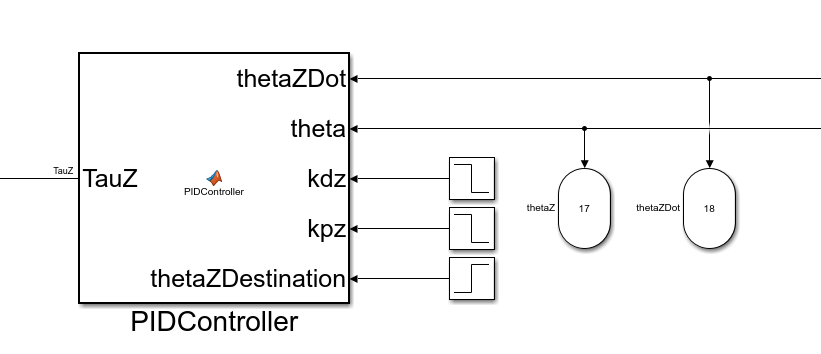 thetaZDot
theta
TauZ
TauZ
PIDController
kdz
thetaZ
17
thetaZDot
18
kpz
thetaZDestination
PIDController